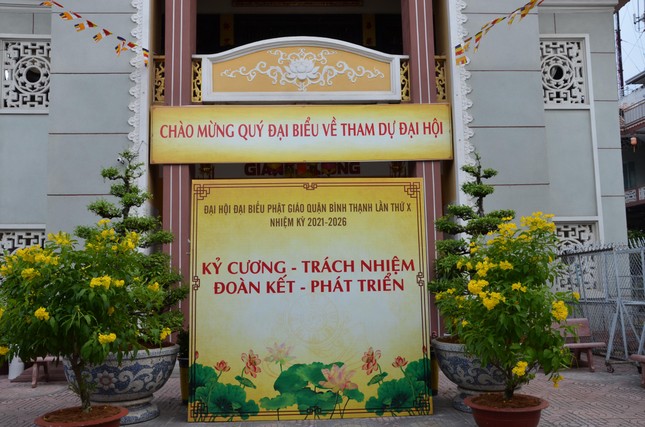 CHÀO MỪNG QUÝ ĐẠI BIỂU VỀ THAM DỰ ĐẠI HỘI
ĐẠI HỘI ĐẠI BIỂU PHẬT GIÁO QUẬN BÌNH THẠNH LẦN THỨ X
NHIỆM KỲ 2021-2026
KỶ CƯƠNG - TRÁCH NHIỆM
ĐOÀN KẾT - PHÁT TRIỂN